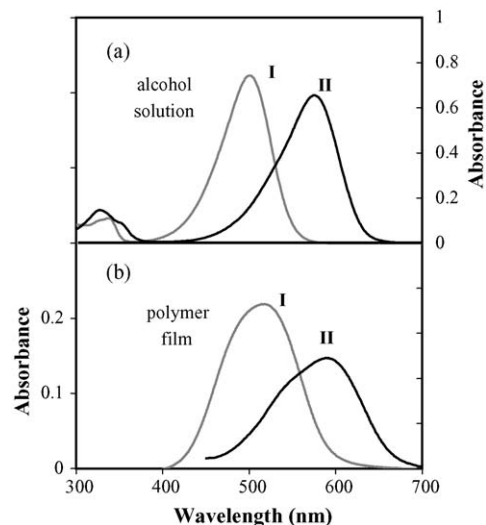 (a)
alcohol
solution
I
II
1
0.8
0.6
0.4
0.2
0
Absorbance
(b)
polymer
film
I
II
0.2
0.1
0
Absorbance
300 400 500 600 700
Wavelength (nm)